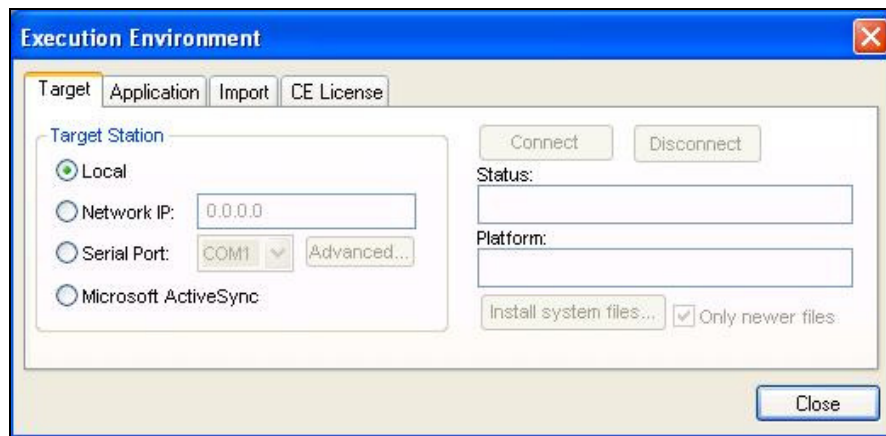 Execution Environment
Target Application Import CE License
Target Station
Local
Network IP: 0.0.0.0
Serial Port: COM1 Advanced...
Microsoft ActiveSync
Connect Disconnect
Status:
Platform:
Install system files... Only newer files
Close